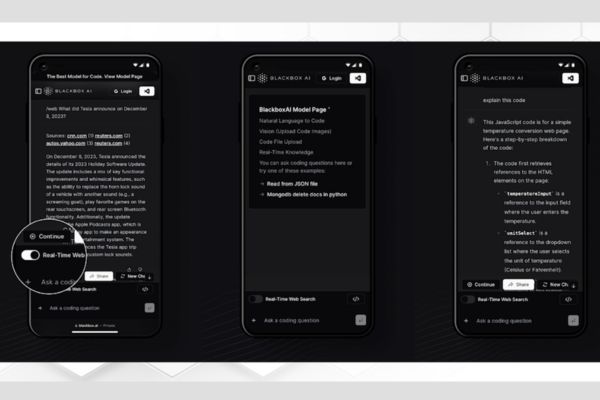 The Best Model for Code. View Model Page
BLACKBOX AI
Login
/web What did Tesla announce on December
8, 2023?
Sources: cnn.com (1) reuters.com (2)
autos.yahoo.com (3) reuters.com (4)
On December 8, 2023, Tesla announced the
details of its 2023 Holiday Software Update.
The update includes a mix of key functional
improvements and whimsical features, such
as the ability to replace the from lock sound
of a vehicle with another sound (e.g., a
screaming goat), play favorite games on the
rear touchscreen, and rear screen Bluetooth
functionality. Additionally, the update
the Apple Podcasts app, which is
app to make an appearance
tainment system. The
nces the Tesla app trip
ustom lock sounds.
Continue
Real-Time Web
Ask a codi
Share
New Ch
Web Search
Ask a coding question
blackbox.ai — Private
BLACKBOX AI
Login
BlackboxAI Model Page
Natural Language to Code
Vision (Upload Code Images)
Code File Upload
Real-Time Knowledge
You can ask coding questions here or
try one of these examples:
→ Read from JSON file
→ Mongodb delete docs in python
Real-Time Web Search
Ask a coding question
BLACKBOX AI
Login
explain this code
This JavaScript code is for a simple
temperature conversion web page.
Here's a step-by-step breakdown
of the code:
1. The code first retrieves
references to the HTML
elements on the page:
• `temperatureInput` is a
reference to the input field
where the user enters the
temperature.
• `unitSelect` is a
reference to the dropdown
list where the user selects
the unit of temperature
(Celsius or Fahrenheit)
Continue
Share
New Ch
Real-Time Web Search
Ask a coding question